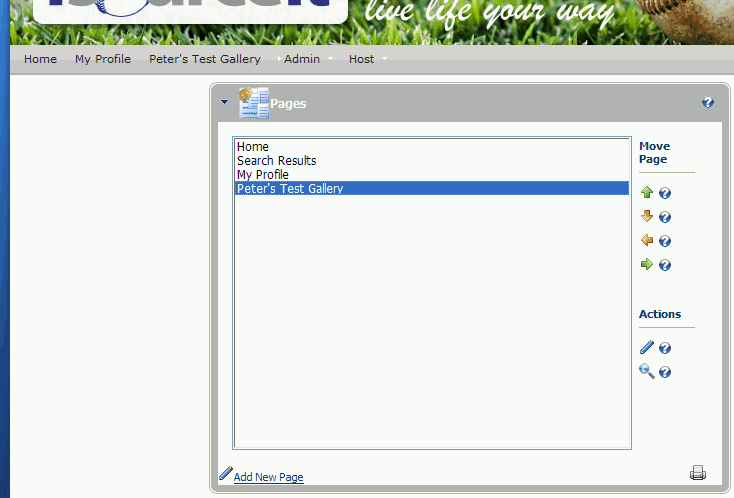 live life your way
Home My Profile Peter's Test Gallery Admin Host
Pages
Home
Search Results
My Profile
Peter's Test Gallery
Move
Page
Actions
Add New Page